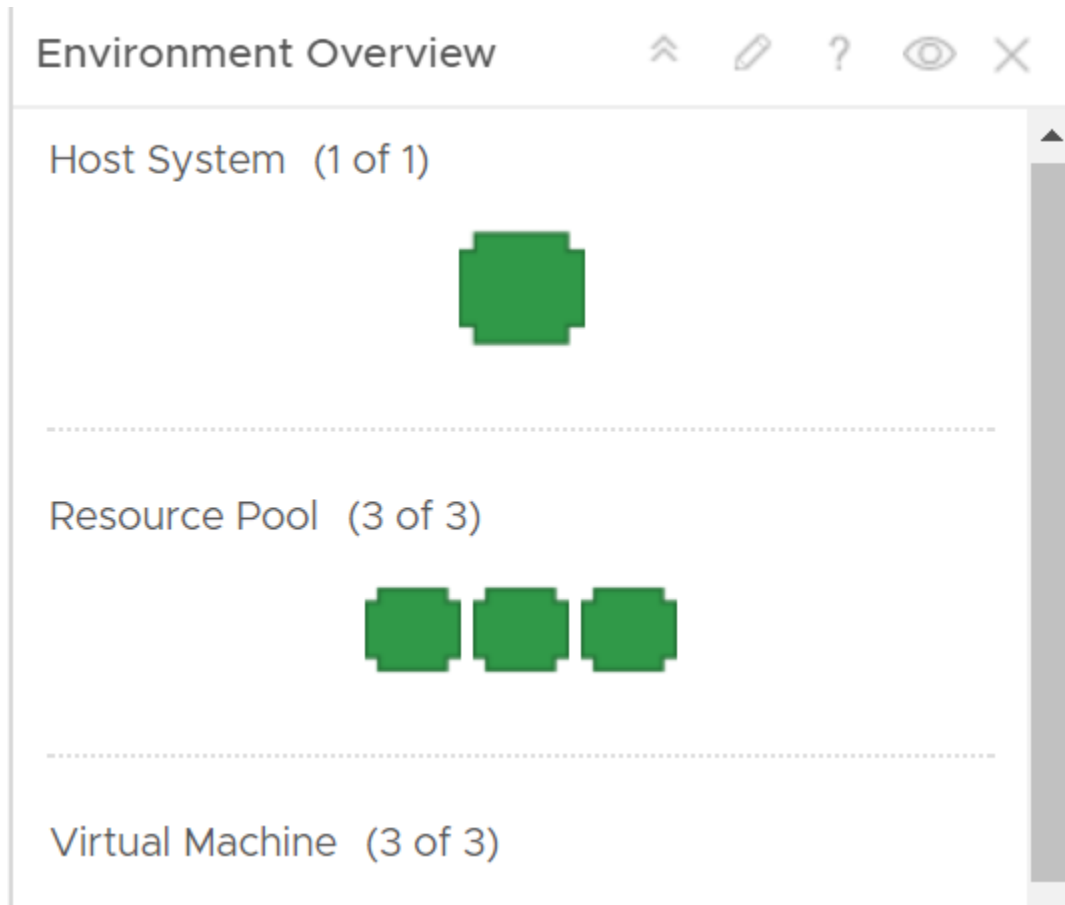 Environment Overview ?
Host System (1 of 1)
Resource Pool (3 of 3)
Virtual Machine (3 of 3)